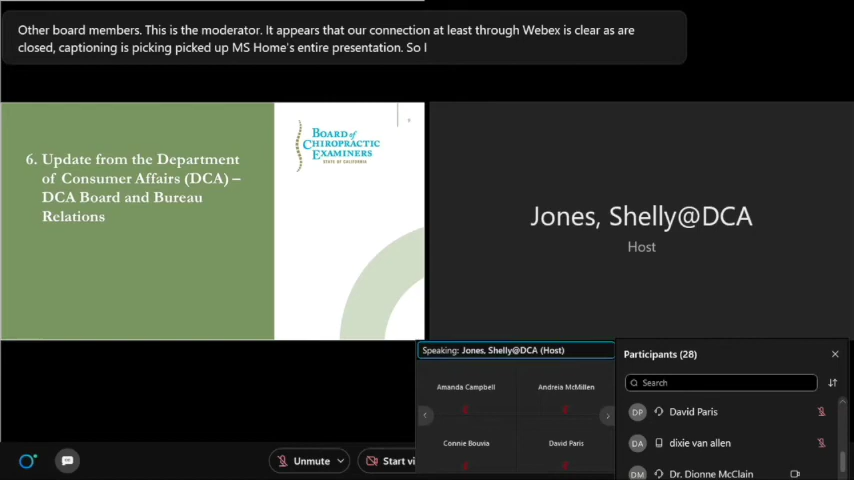 Other board members. This is the moderator. It appears that our connection at least through Webex is clear as are
closed, captioning is picking picked up MS Home's entire presentation. So I
6. Update from the Department
of Consumer Affairs (DCA) –
DCA Board and Bureau
Relations
BOARD of
CHIROPRACTIC
EXAMINERS
STATE OF CALIFORNIA
Jones, Shelly@DCA
Host
Speaking: Jones, Shelly@DCA (Host)
Amanda Campbell
Andreia McMillen
Connie Bouvia
David Paris
Participants (28)
Search
DP David Paris
DA dixie van allen
DM Dr. Dionne McClain
Unmute
Start vi